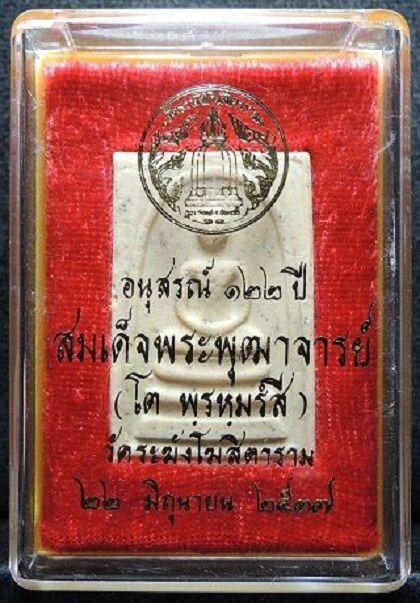 อนุสรณ์ ๑๒๒ ปี
สมเด็จพระพุฒาจารย์
(โต พรหมรํสี)
วัดระฆังโฆสิตาราม
๒๒ มิถุนายน ๒๕๓๗